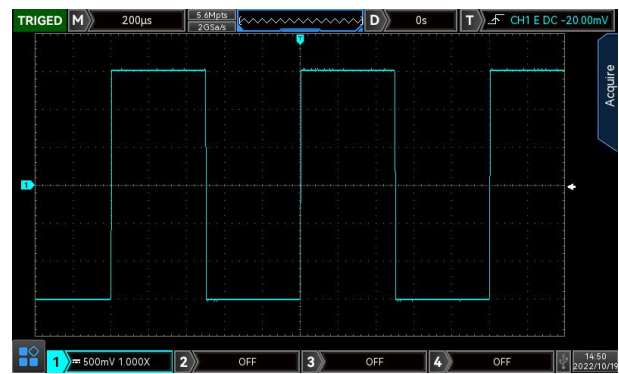 TRIGED M 200μs 5.6Mpts D 0s T CH1 E DC -20.00mV
2GSa/s
T
Acquire
1
1 500mV 1.000X 2 OFF 3 OFF 4 OFF 14:50
2022/10/19